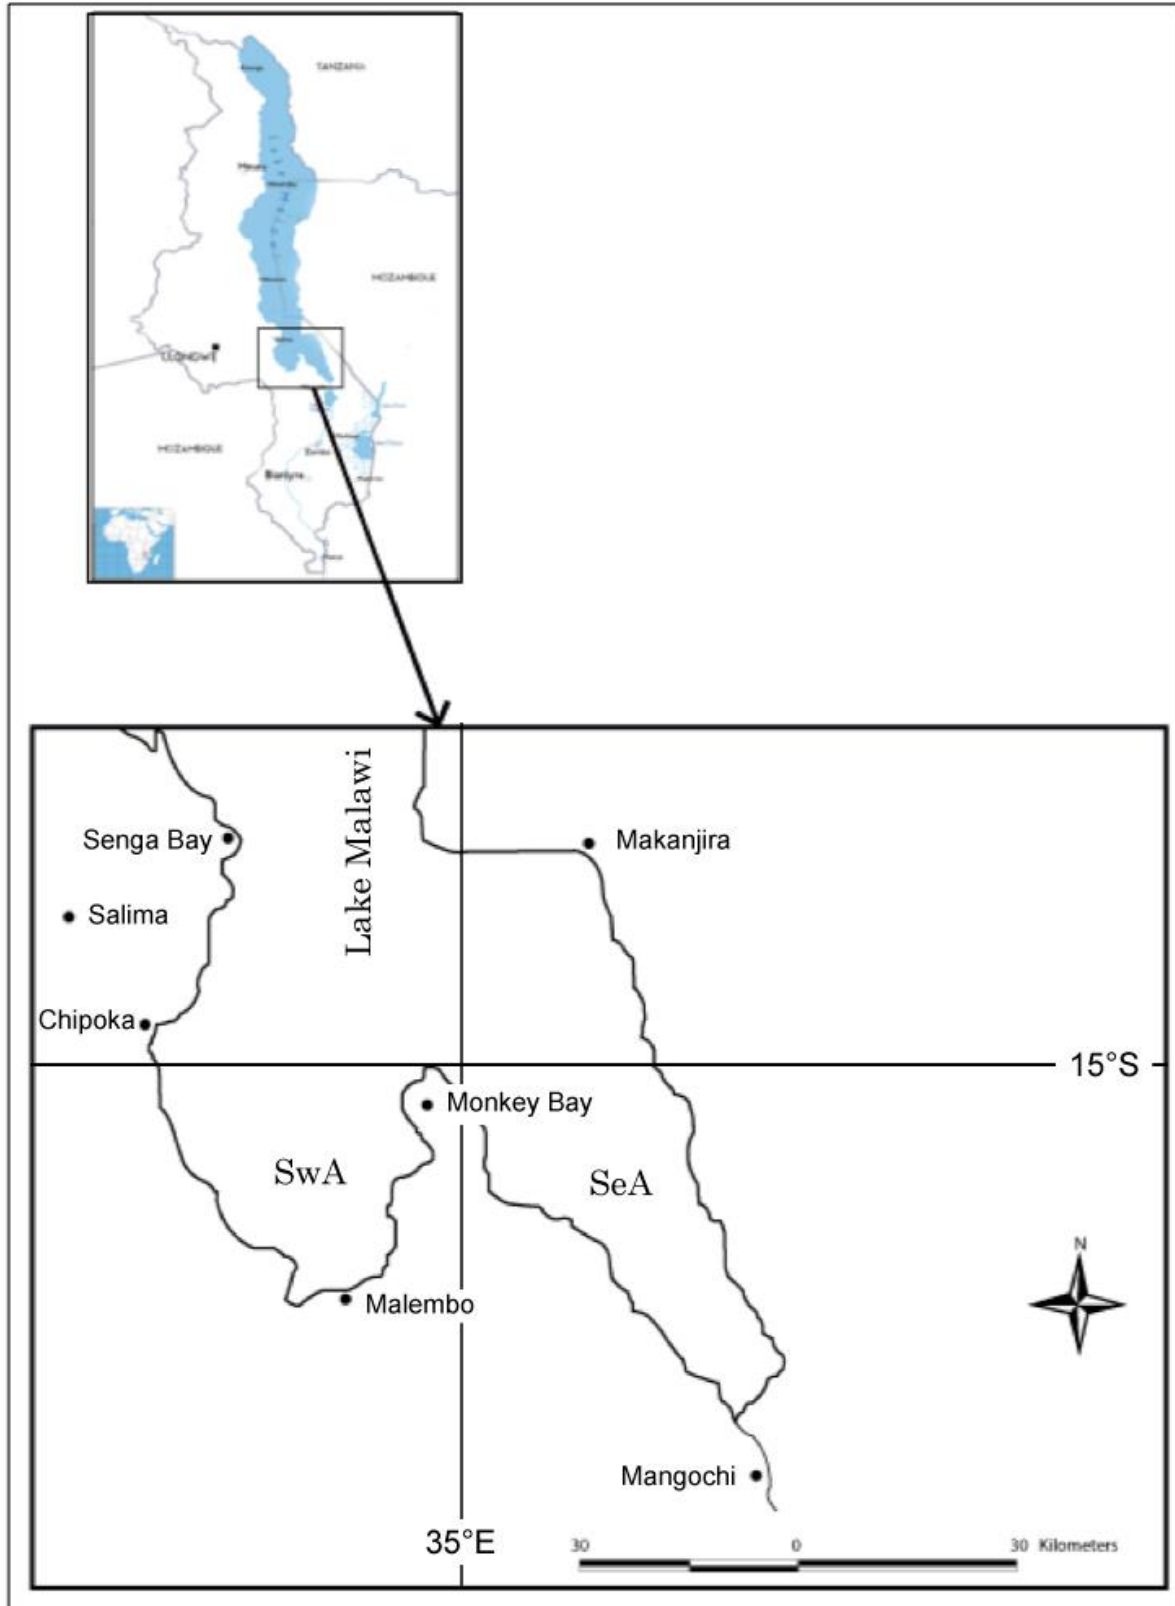 TANZANIA
MOZAMBIQUE
LILONGWE
MOZAMBIQUE
Blantyre
Lake Malawi
Senga Bay
Makanjira
Salima
Chipoka
15°S
Monkey Bay
SwA
SeA
N
Malembo
Mangochi
35°E
30 0 30 Kilometers